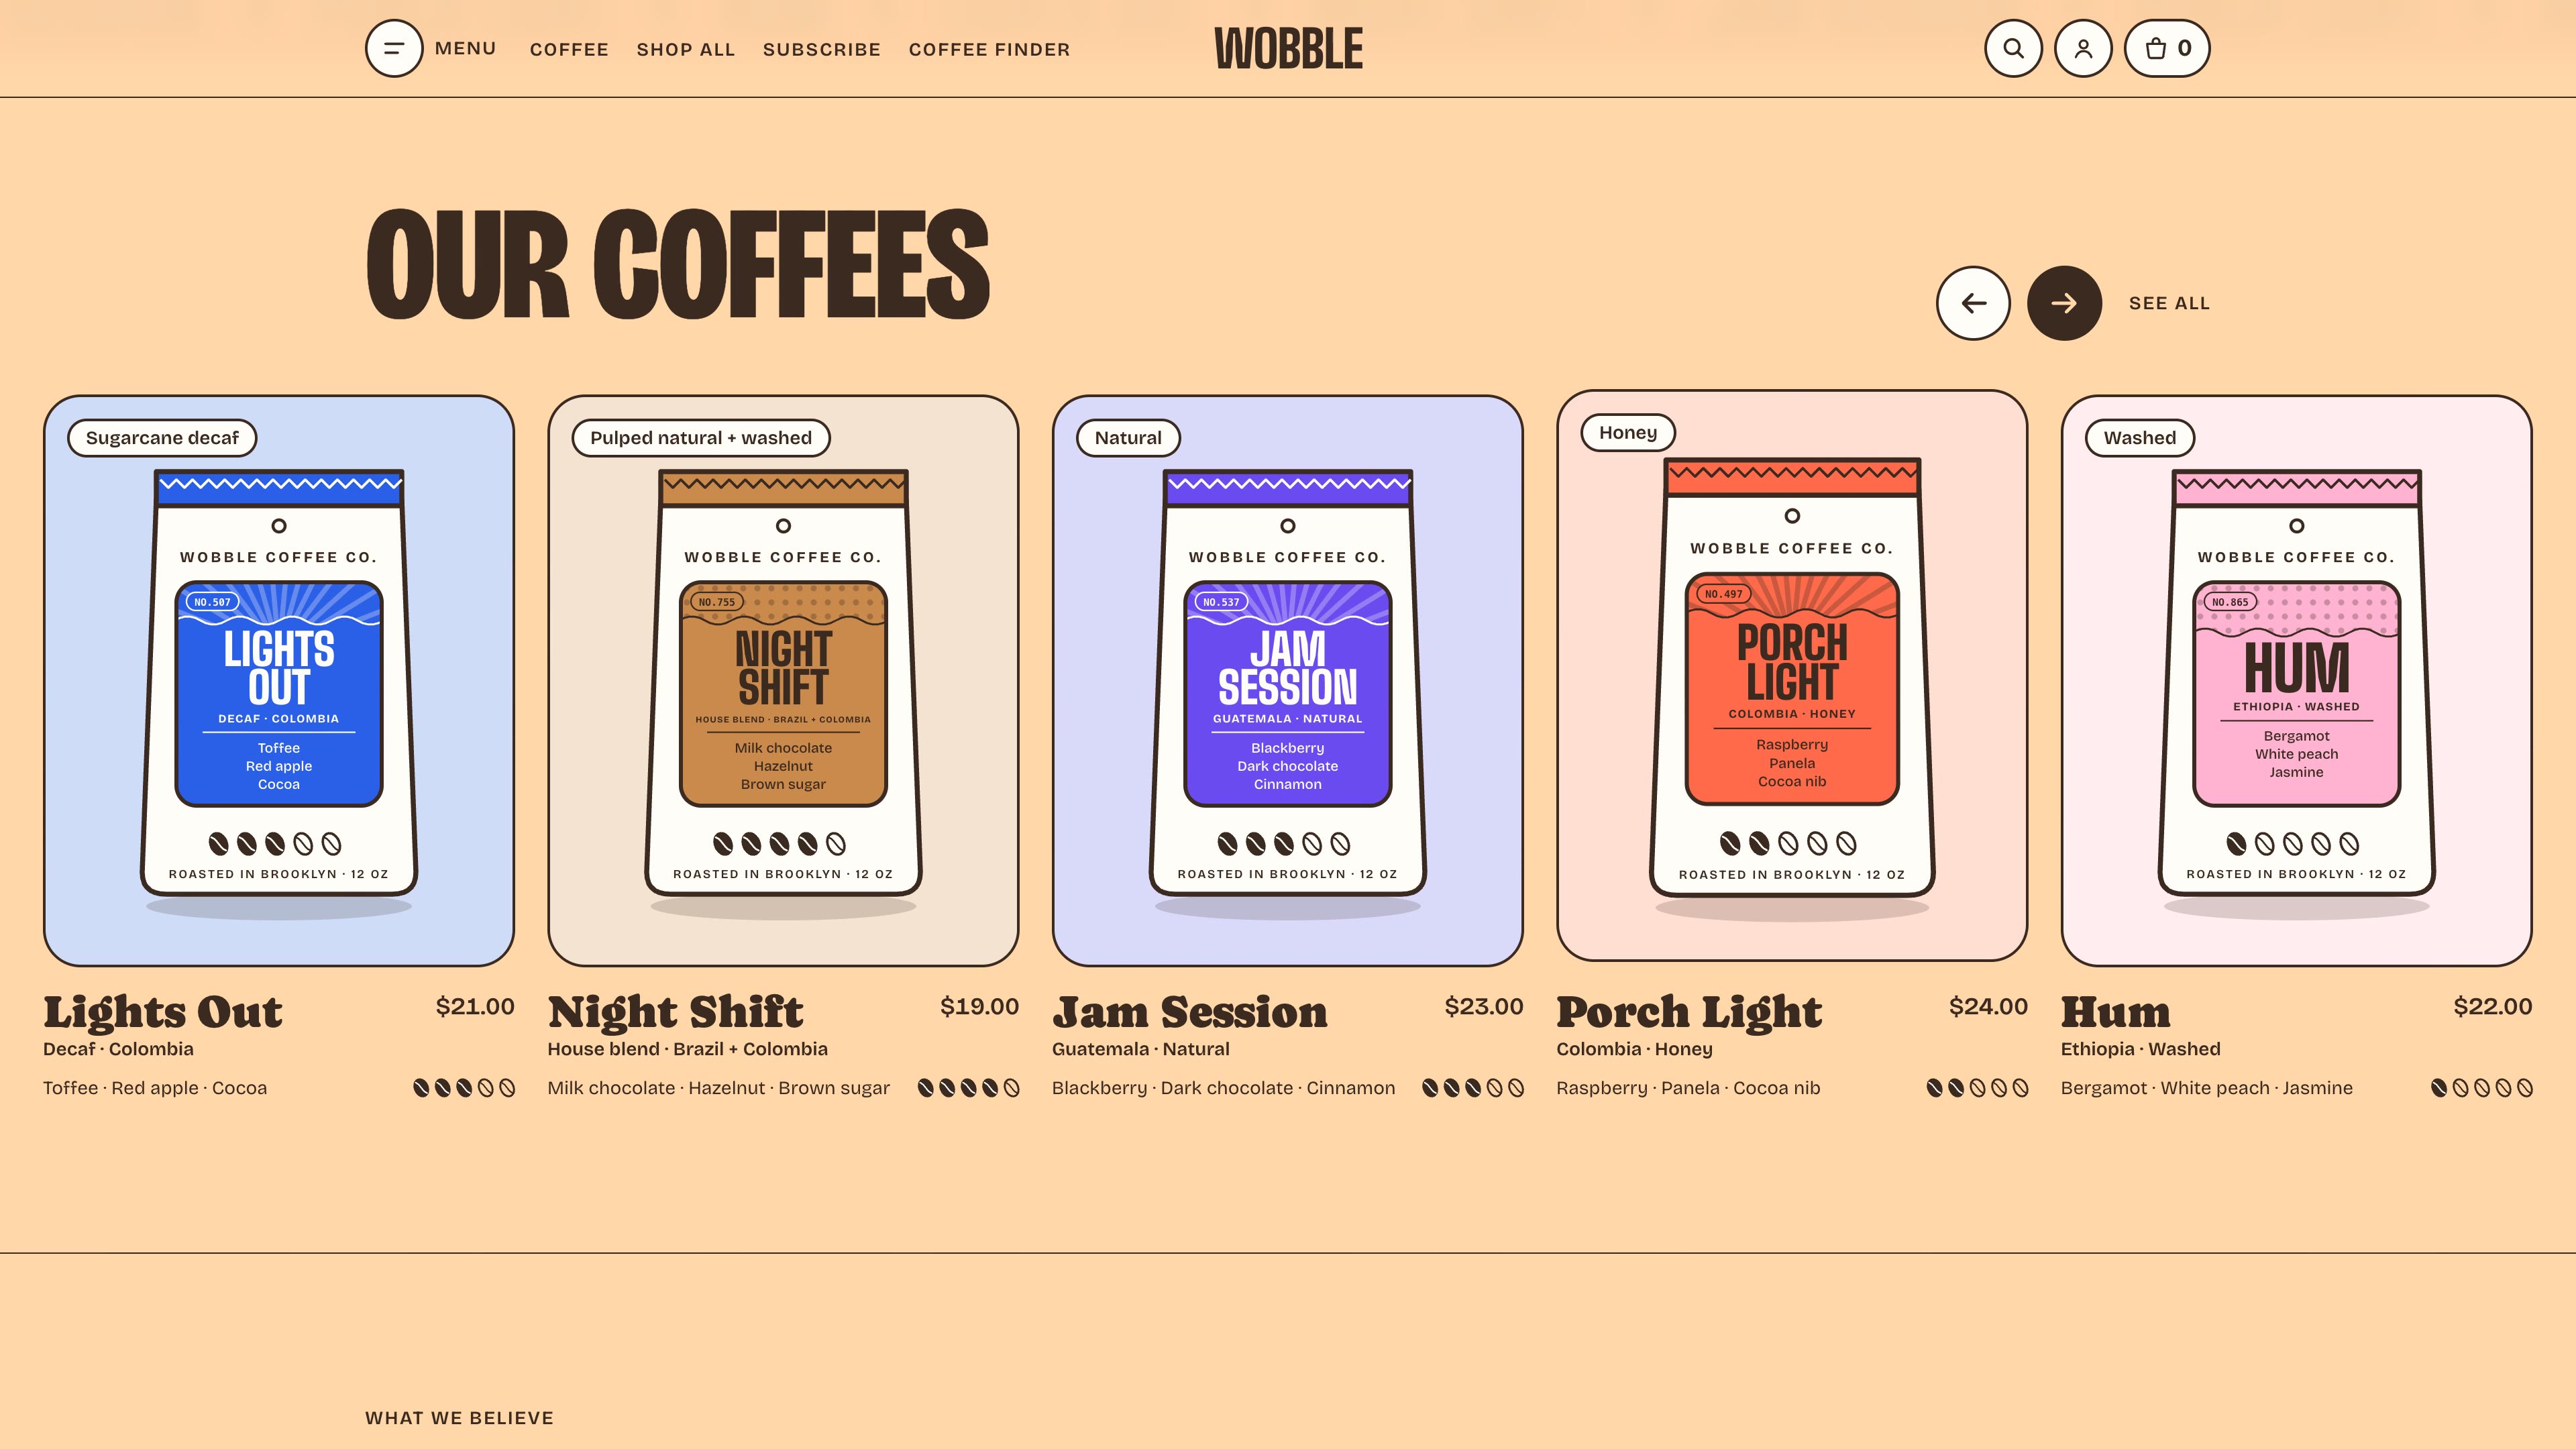 MENU COFFEE SHOP ALL SUBSCRIBE COFFEE FINDER WOBBLE 0
OUR COFFEES
SEE ALL
Sugarcane decaf
WOBBLE COFFEE CO.
NO.507
LIGHTS
OUT
DECAF · COLOMBIA
Toffee
Red apple
Cocoa
ROASTED IN BROOKLYN · 12 OZ
Lights Out $21.00
Decaf · Colombia
Toffee · Red apple · Cocoa
Pulped natural + washed
WOBBLE COFFEE CO.
NO.755
NIGHT
SHIFT
HOUSE BLEND · BRAZIL + COLOMBIA
Milk chocolate
Hazelnut
Brown sugar
ROASTED IN BROOKLYN · 12 OZ
Night Shift $19.00
House blend · Brazil + Colombia
Milk chocolate · Hazelnut · Brown sugar
Natural
WOBBLE COFFEE CO.
NO.537
JAM
SESSION
GUATEMALA · NATURAL
Blackberry
Dark chocolate
Cinnamon
ROASTED IN BROOKLYN · 12 OZ
Jam Session $23.00
Guatemala · Natural
Blackberry · Dark chocolate · Cinnamon
Honey
WOBBLE COFFEE CO.
NO.497
PORCH
LIGHT
COLOMBIA · HONEY
Raspberry
Panela
Cocoa nib
ROASTED IN BROOKLYN · 12 OZ
Porch Light $24.00
Colombia · Honey
Raspberry · Panela · Cocoa nib
Washed
WOBBLE COFFEE CO.
NO.865
HUM
ETHIOPIA · WASHED
Bergamot
White peach
Jasmine
ROASTED IN BROOKLYN · 12 OZ
Hum $22.00
Ethiopia · Washed
Bergamot · White peach · Jasmine
WHAT WE BELIEVE